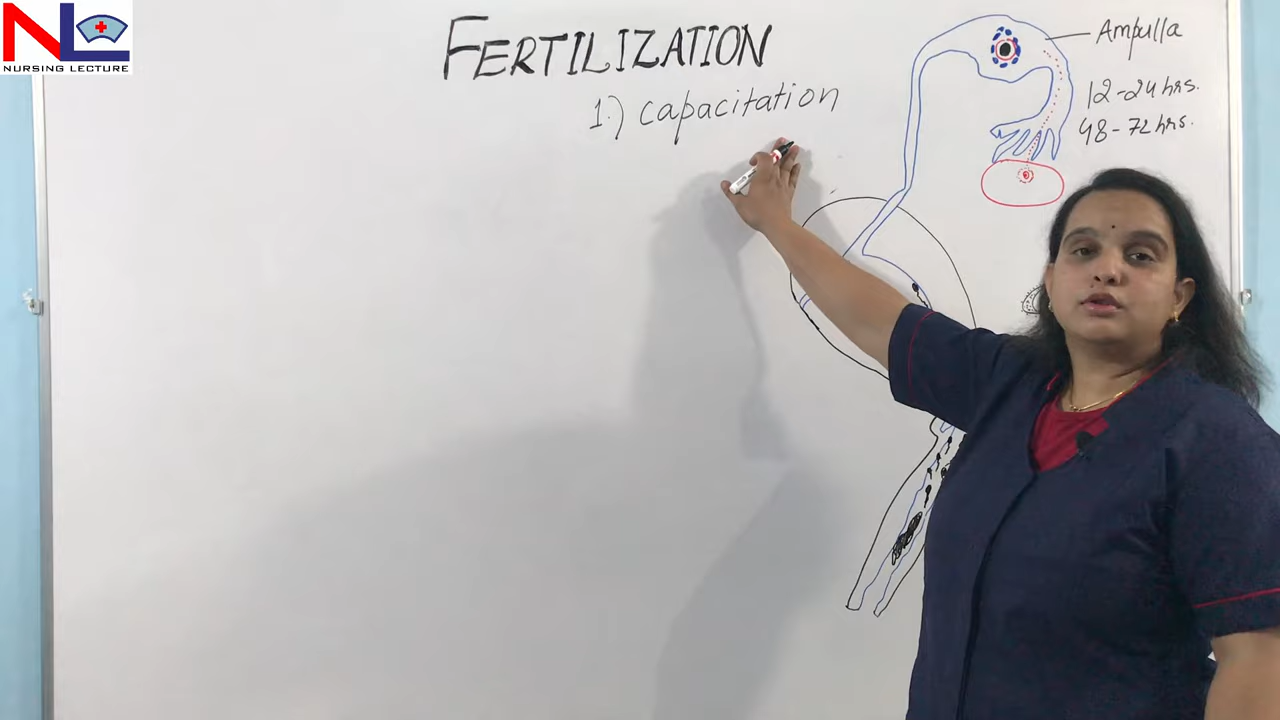 NL
NURSING LECTURE
FERTILIZATION
1.) capacitation
Ampulla
12-24 hrs.
48-72 hrs.